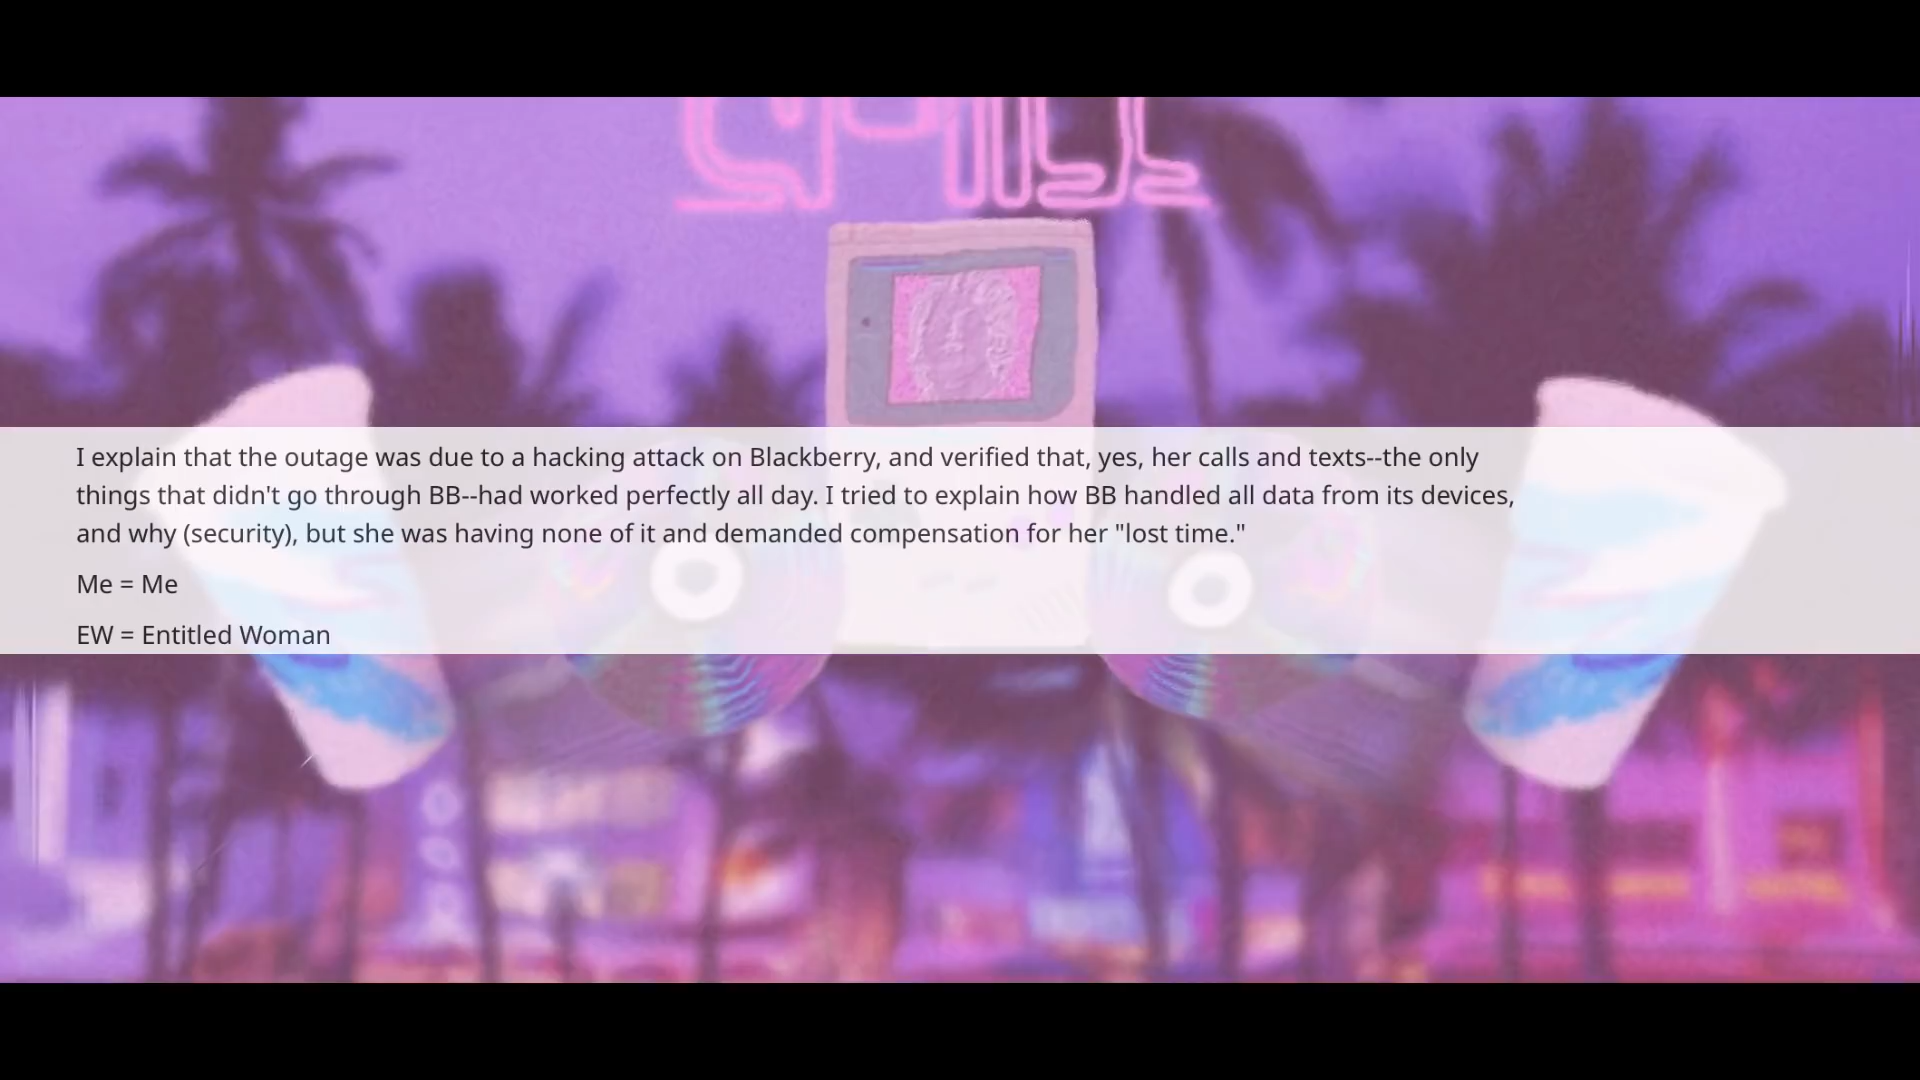 I explain that the outage was due to a hacking attack on Blackberry, and verified that, yes, her calls and texts--the only
things that didn't go through BB--had worked perfectly all day. I tried to explain how BB handled all data from its devices,
and why (security), but she was having none of it and demanded compensation for her "lost time."
Me = Me
EW = Entitled Woman